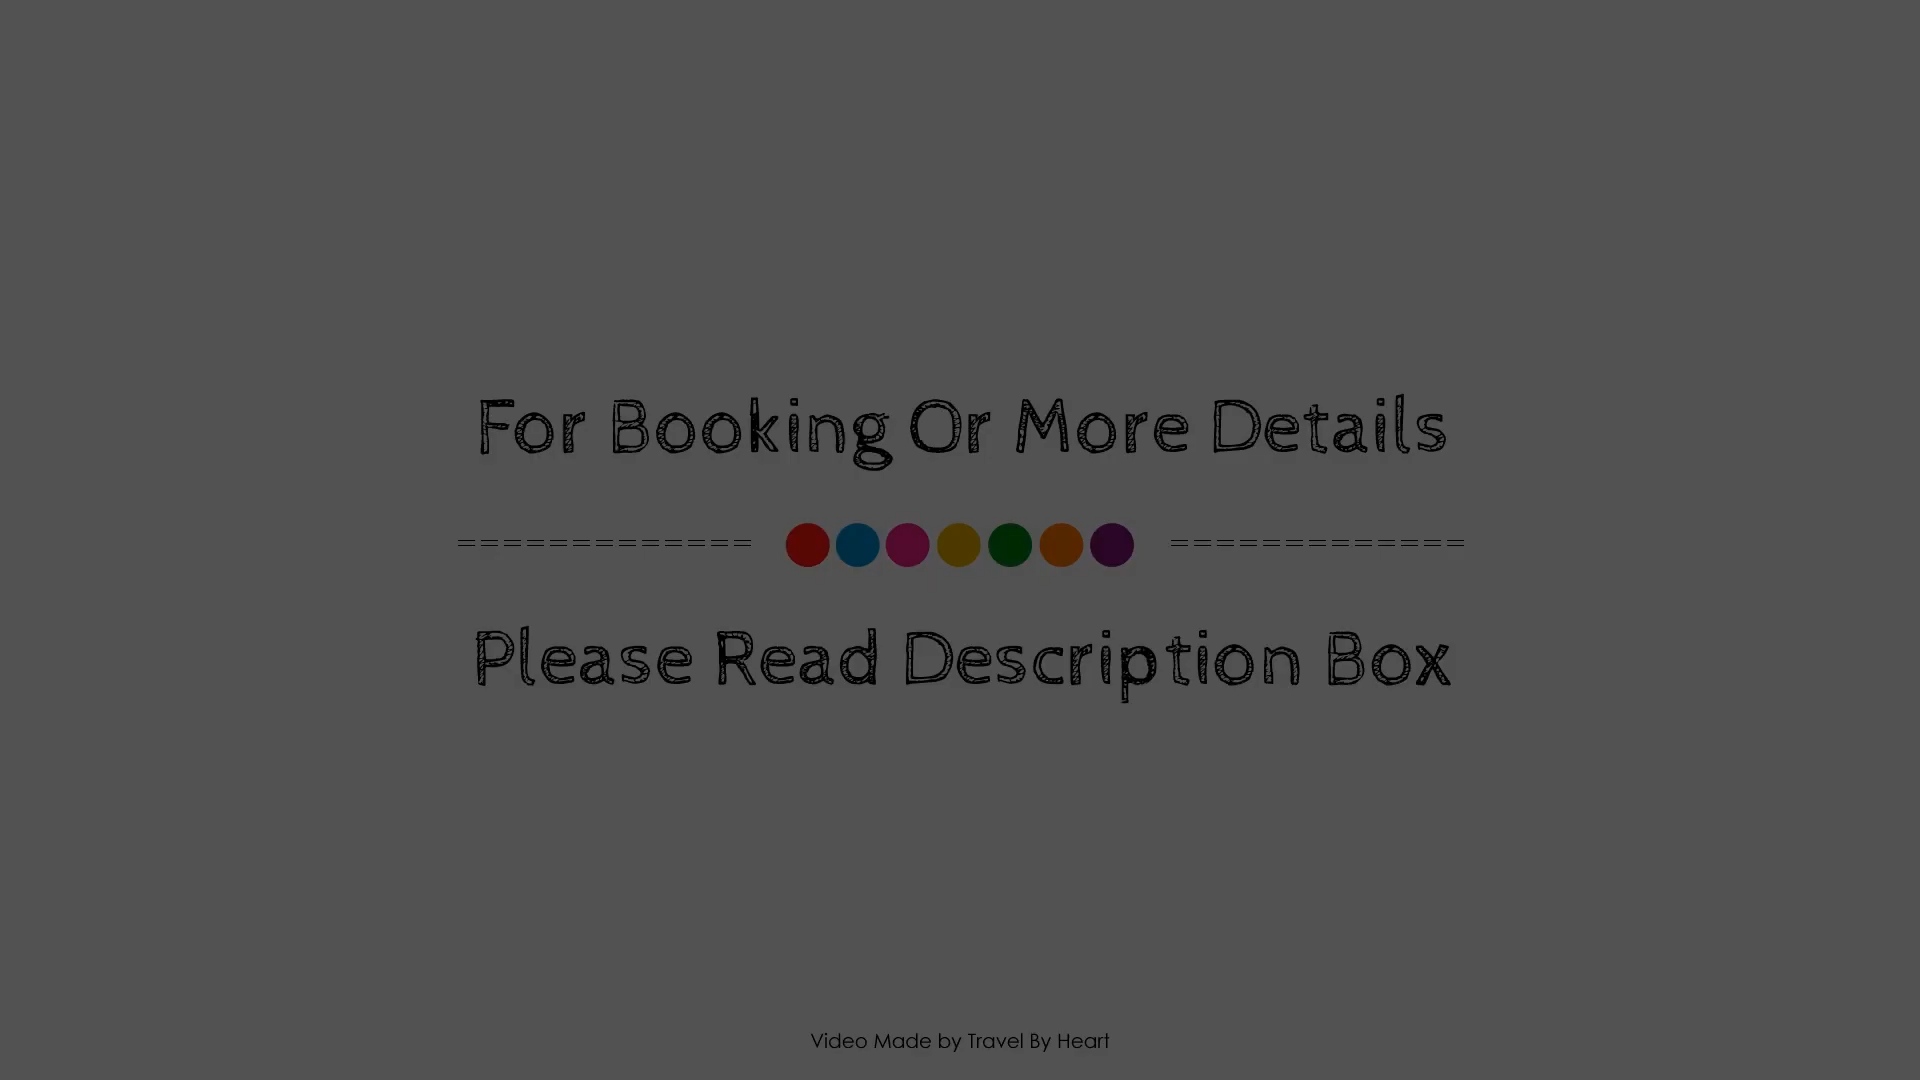 For Booking Or More Details
============= =============
Please Read Description Box
Video Made by Travel By Heart